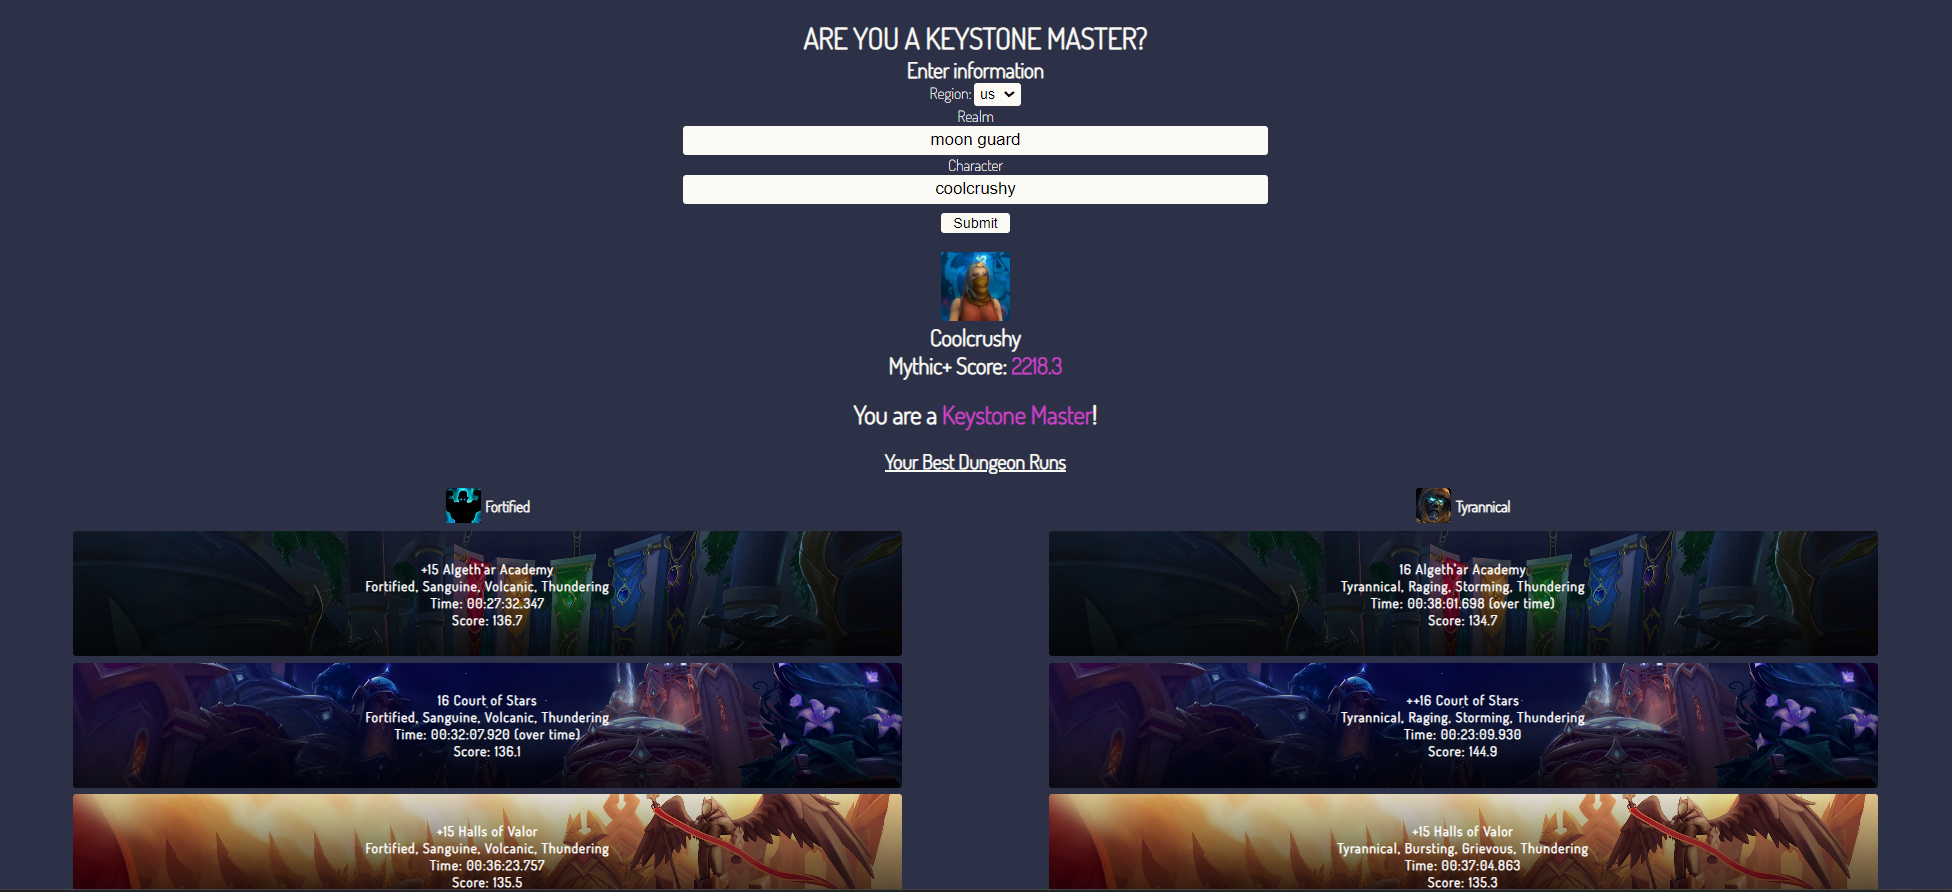 ARE YOU A KEYSTONE MASTER?
Enter information
Region: us
Realm
moon guard
Character
coolcrushy
Submit
Coolcrushy
Mythic+ Score: 2218.3
You are a Keystone Master!
Your Best Dungeon Runs
Fortified
+15 Algeth'ar Academy
Fortified, Sanguine, Volcanic, Thundering
Time: 00:27:32.347
Score: 136.7
16 Court of Stars
Fortified, Sanguine, Volcanic, Thundering
Time: 00:32:07.920 (over time)
Score: 136.1
+15 Halls of Valor
Fortified, Sanguine, Volcanic, Thundering
Time: 00:36:23.757
Score: 135.5
Tyrannical
16 Algeth'ar Academy
Tyrannical, Raging, Storming, Thundering
Time: 00:38:01.698 (over time)
Score: 134.7
++16 Court of Stars
Tyrannical, Raging, Storming, Thundering
Time: 00:23:09.930
Score: 144.9
+15 Halls of Valor
Tyrannical, Bursting, Grievous, Thundering
Time: 00:37:04.863
Score: 135.3